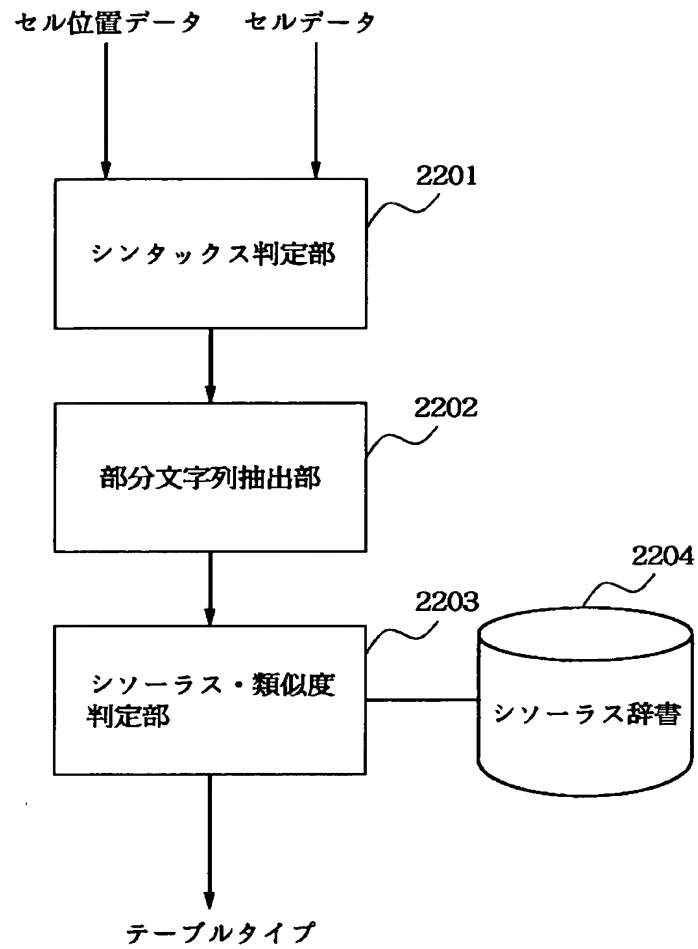 セル位置データ　セルデータ
2201
シンタックス判定部
2202
部分文字列抽出部
2203
2204
シソーラス・類似度
判定部
シソーラス辞書
テーブルタイプ